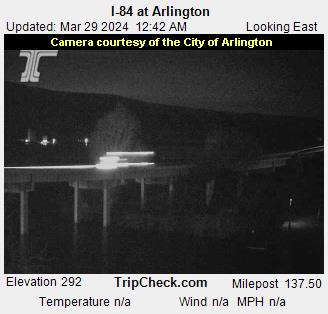 I-84 at Arlington
Updated: Mar 29 2024 12:42 AM Looking East
Camera courtesy of the City of Arlington
Elevation 292 TripCheck.com Milepost 137.50
Temperature n/a Wind n/a MPH n/a